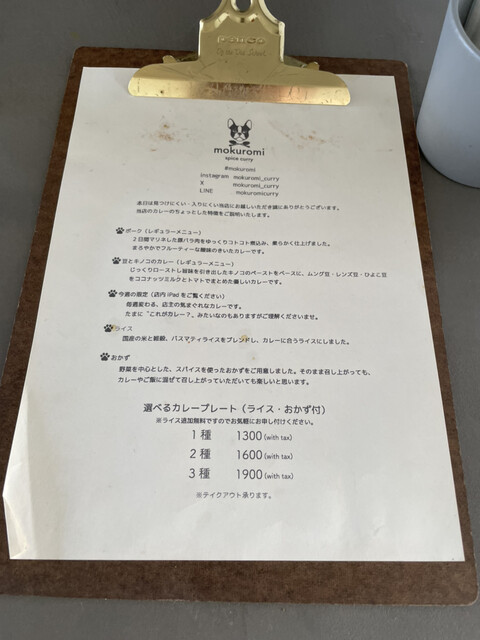 mokuromi
spice curry
#mokuromi
Instagram mokuromi_curry
X mokuromi_curry
LINE mokuromicurry
本日は見つけにくい・入りにくい当店にお越しいただき誠にありがとうございます。
当店のカレーのちょっとした特徴をご説明いたします。
ポーク（レギュラーメニュー）
2日間マリネした豚バラ肉をゆっくりコトコト煮込み、柔らかく仕上げました。
まろやかでフルーティーな酸味のきいたカレーです。
豆とキノコのカレー（レギュラーメニュー）
じっくりローストし旨味を引き出したキノコのペーストをベースに、ムング豆・レンズ豆・ひよこ豆
をココナッツミルクとトマトでまとめた優しいカレーです。
今週の限定（店内 iPad をご覧ください）
毎週変わる、店主の気まぐれなカレーです。
たまに“これがカレー?、みたいなのもありますがご理解くださいませ。
ライス
国産の米と軽厳、バスマティライスをブレンドし、カレーに合うライスにしました。
おかず
野菜を中心とした、スパイスを使ったおかずをご用意しました。そのまま召し上がっても、
カレーやご飯に混ぜて召し上がっていただいても楽しいと思います。
選べるカレープレート（ライス・おかず付）
※ライス追加無料ですのでお気軽にお申し付けください。
1種 1300 (with tax)
2種 1600 (with tax)
3種 1900 (with tax)
※テイクアウト承ります。